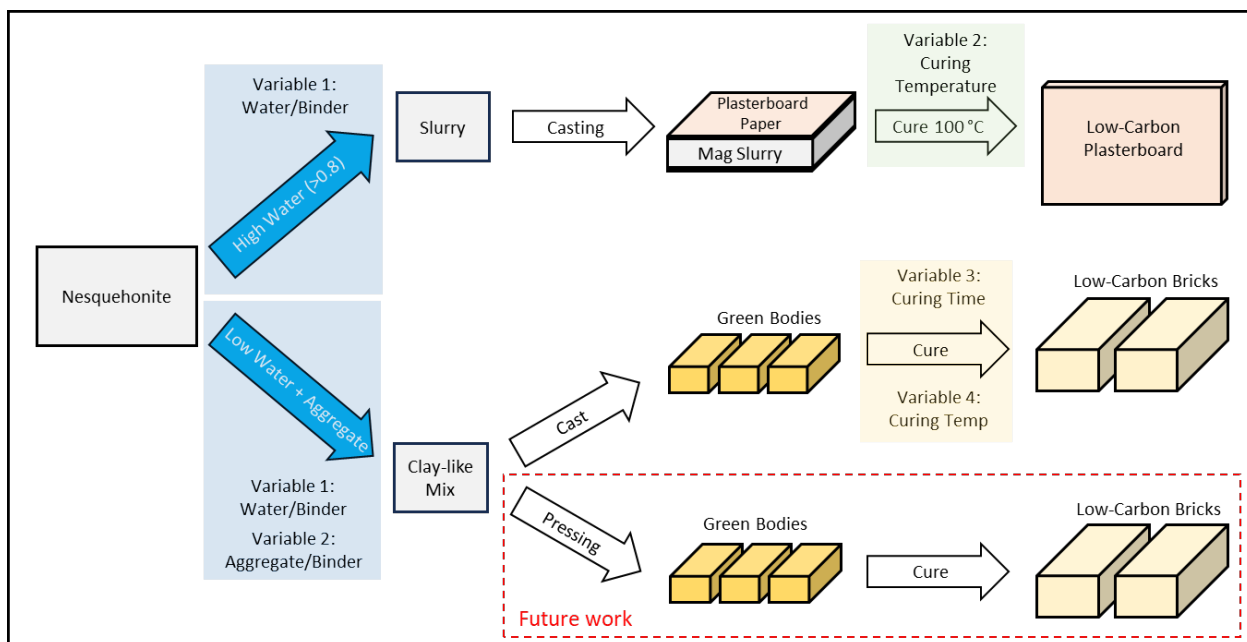 Variable 1:
Water/Binder
High Water (>0.8)
Slurry
Casting
Plasterboard
Paper
Mag Slurry
Variable 2:
Curing
Temperature
Cure 100 °C
Low-Carbon
Plasterboard
Nesquehonite
Low Water + Aggregate
Variable 1:
Water/Binder
Variable 2:
Aggregate/Binder
Clay-like
Mix
Cast
Green Bodies
Variable 3:
Curing Time
Cure
Variable 4:
Curing Temp
Low-Carbon Bricks
Pressing
Green Bodies
Cure
Low-Carbon Bricks
Future work